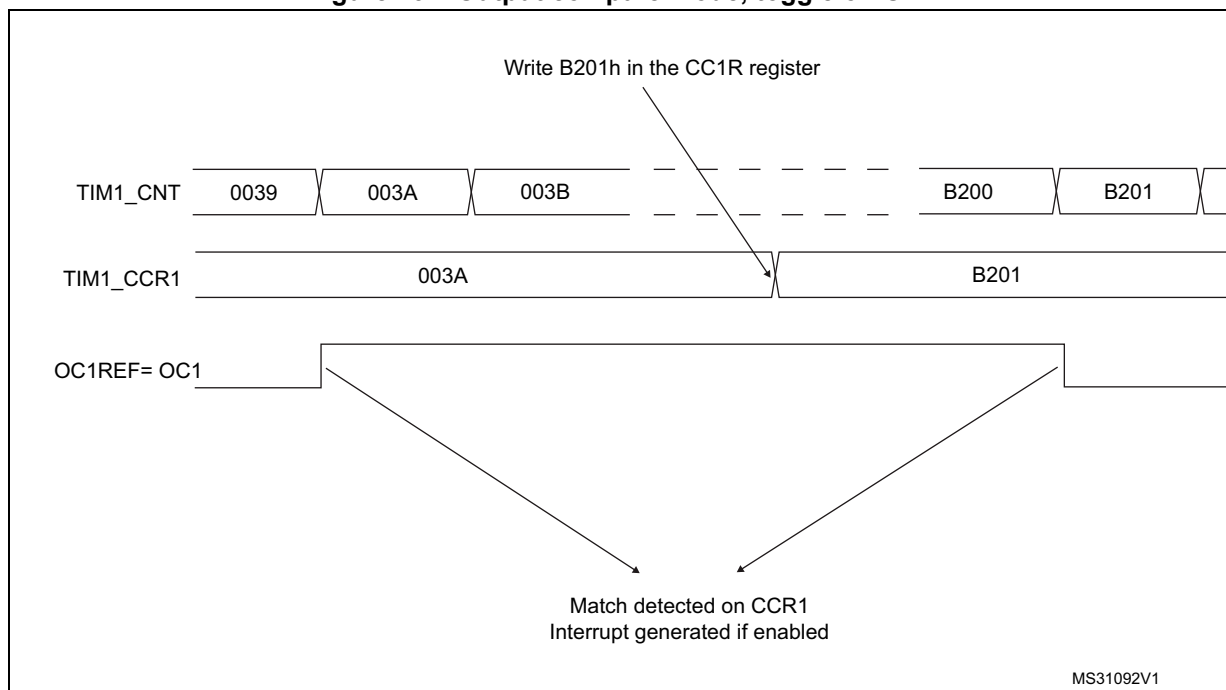 Write B201h in the CC1R register
TIM1_CNT 0039 003A 003B B200 B201
TIM1_CCR1 003A B201
OC1REF= OC1
Match detected on CCR1
Interrupt generated if enabled
MS31092V1